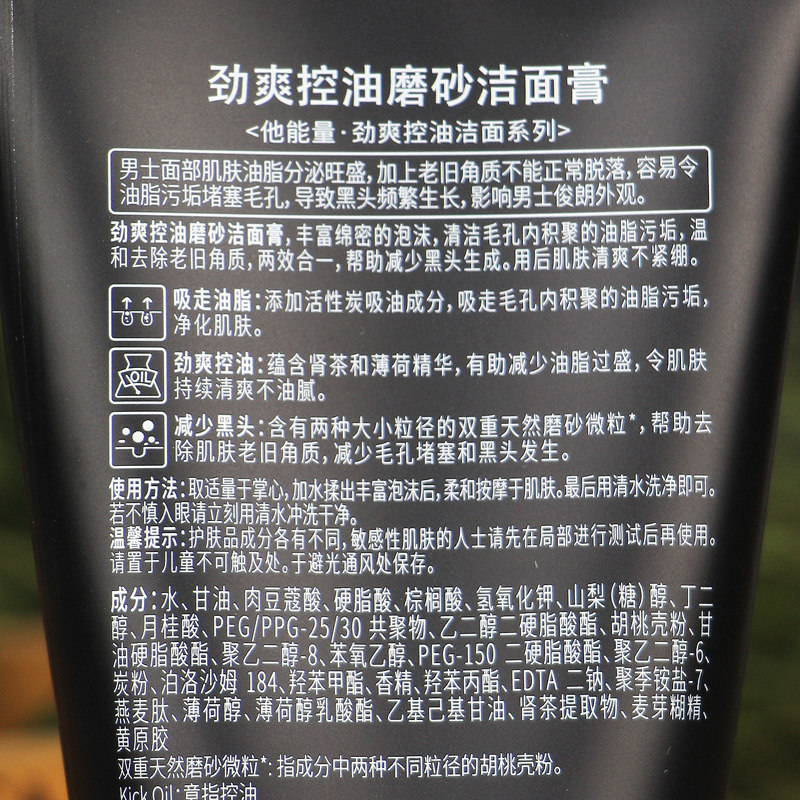 劲爽控油磨砂洁面膏
<他能量·劲爽控油洁面系列>
男士面部肌肤油脂分泌旺盛,加上老旧角质不能正常脱落,容易令
油脂污垢堵塞毛孔,导致黑头频繁生长,影响男士俊朗外观。
劲爽控油磨砂洁面膏,丰富绵密的泡沫,清洁毛孔内积聚的油脂污垢,温
和去除老旧角质,两效合一,帮助减少黑头生成。用后肌肤清爽不紧绷。
吸走油脂:添加活性炭吸油成分,吸走毛孔内积聚的油脂污垢,
净化肌肤。
OIL
劲爽控油:蕴含肾茶和薄荷精华,有助减少油脂过盛,令肌肤
持续清爽不油腻。
减少黑头:含有两种大小粒径的双重天然磨砂微粒*,帮助去
除肌肤老旧角质,减少毛孔堵塞和黑头发生。
使用方法:取适量于掌心,加水揉出丰富泡沫后,柔和按摩于肌肤。最后用清水洗净即可。
若不慎入眼请立刻用清水冲洗干净。
温馨提示:护肤品成分各有不同,敏感性肌肤的人士请先在局部进行测试后再使用。
请置于儿童不可触及处。于避光通风处保存。
成分:水、甘油、肉豆蔻酸、硬脂酸、棕榈酸、氢氧化钾、山梨(糖)醇、丁二
醇、月桂酸、PEG/PPG-25/30 共聚物、乙二醇二硬脂酸酯、胡桃壳粉、甘
油硬脂酸酯、聚乙二醇-8、苯氧乙醇、PEG-150 二硬脂酸酯、聚乙二醇-6、
炭粉、泊洛沙姆 184、羟苯甲酯、香精、羟苯丙酯、EDTA 二钠、聚季铵盐-7、
燕麦肽、薄荷醇、薄荷醇乳酸酯、乙基己基甘油、肾茶提取物、麦芽糊精、
黄原胶
双重天然磨砂微粒*:指成分中两种不同粒径的胡桃壳粉。
Kick Oil:意指控油